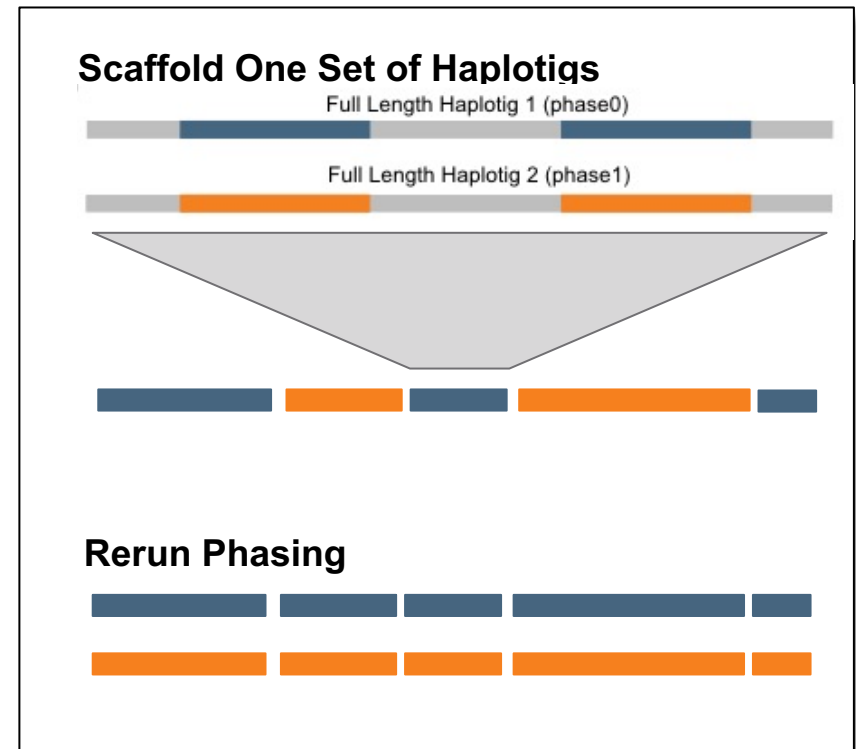 Scaffold One Set of Haplotigs
Full Length Haplotig 1 (phase0)
Full Length Haplotig 2 (phase1)
Rerun Phasing